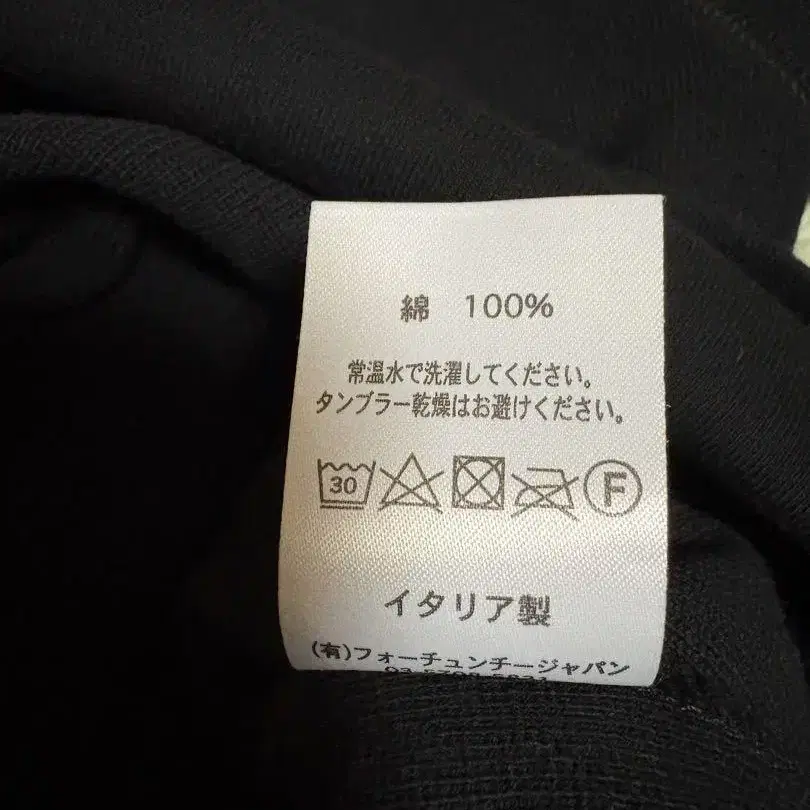 綿 100%
常温水で洗濯してください。
タンブラー乾燥はお避けください。
30 F
イタリア製
(有)フォーチュンチージャパン